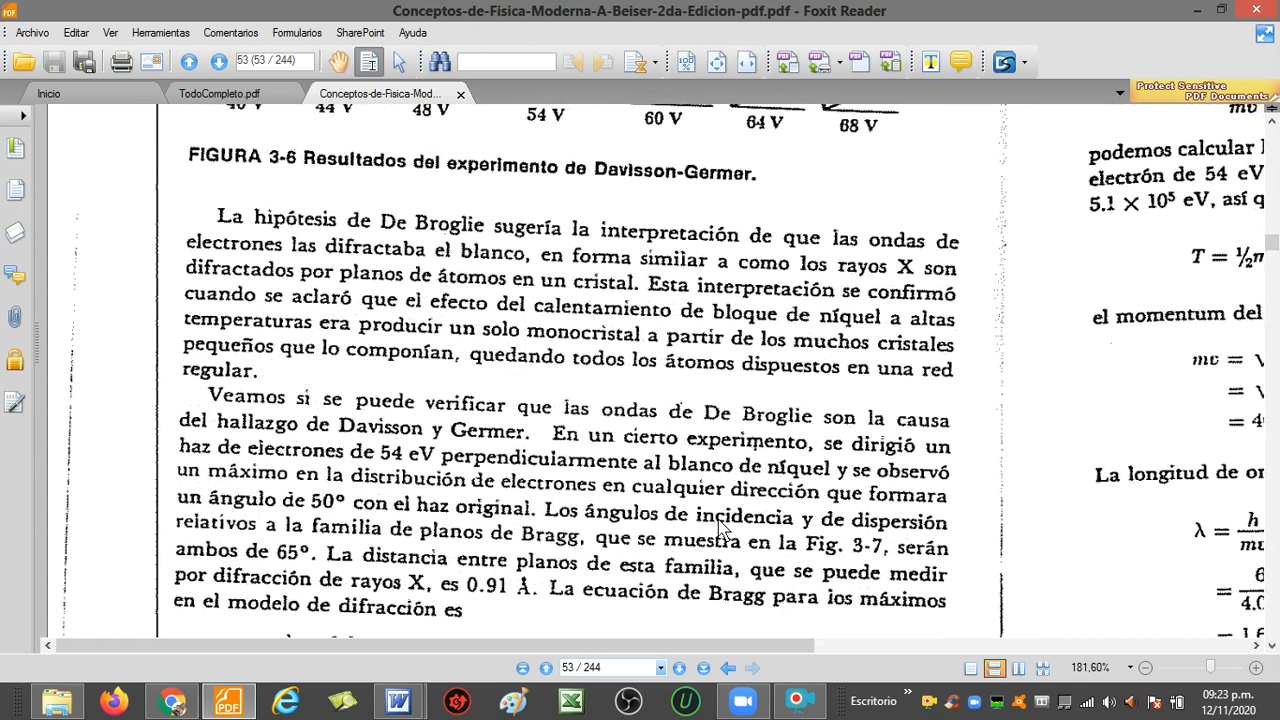 Conceptos-de-Fisica-Moderna-A-Beiser-2da-Edicion-pdf.pdf - Foxit Reader
Archivo Editar Ver Herramientas Comentarios Formularios SharePoint Ayuda
53 (53 / 244)
Inicio TodoCompleto.pdf Conceptos-de-Fisica-Mod...
Protect Sensitive
PDF Documents
44 V 48 V 54 V 60 V 64 V 68 V
FIGURA 3-6 Resultados del experimento de Davisson-Germer.
La hipótesis de De Broglie sugería la interpretación de que las ondas de
electrones las difractaba el blanco, en forma similar a como los rayos X son
difractados por planos de átomos en un cristal. Esta interpretación se confirmó
cuando se aclaró que el efecto del calentamiento de bloque de níquel a altas
temperaturas era producir un solo monocristal a partir de los muchos cristales
pequeños que lo componían, quedando todos los átomos dispuestos en una red
regular.
Veamos si se puede verificar que las ondas de De Broglie son la causa
del hallazgo de Davisson y Germer. En un cierto experimento, se dirigió un
haz de electrones de 54 eV perpendicularmente al blanco de níquel y se observó
un máximo en la distribución de electrones en cualquier dirección que formara
un ángulo de 50° con el haz original. Los ángulos de incidencia y de dispersión
relativos a la familia de planos de Bragg, que se muestra en la Fig. 3-7, serán
ambos de 65°. La distancia entre planos de esta familia, que se puede medir
por difracción de rayos X, es 0.91 Å. La ecuación de Bragg para los máximos
en el modelo de difracción es
mv
podemos calcular
electrón de 54 eV
5.1 × 10⁵ eV, así q
T = ½m
el momentum del
mv = √
= √
= 4
La longitud de on
λ = h
mv
= 6
4.0
= 1.6
53 / 244
181,60%
Escritorio »
09:23 p.m.
12/11/2020